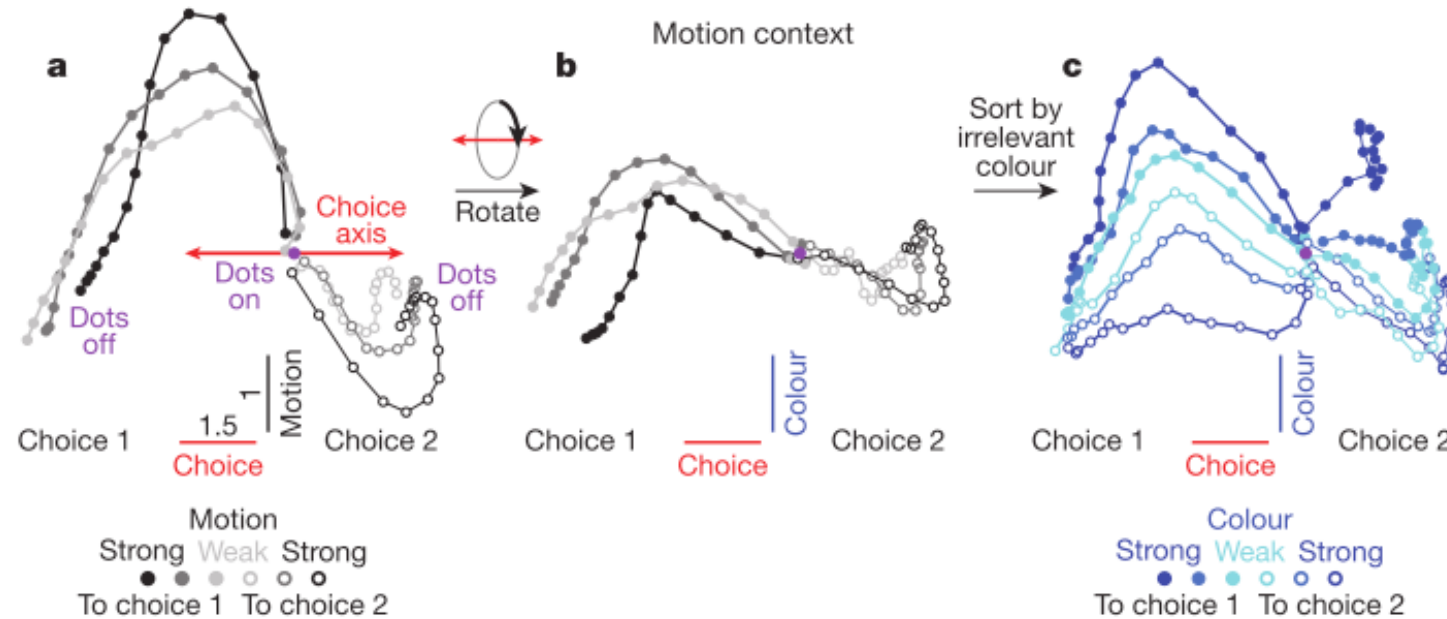 Motion context
a
b
c
Choice
axis
Dots
on
Dots
off
Dots
off
Rotate
Sort by
irrelevant
colour
1
Motion
1.5
Choice 1
Choice 2
Choice
Colour
Choice 1
Choice 2
Choice
Colour
Choice 1
Choice 2
Choice
Motion
Strong Weak Strong
To choice 1 To choice 2
Colour
Strong Weak Strong
To choice 1 To choice 2